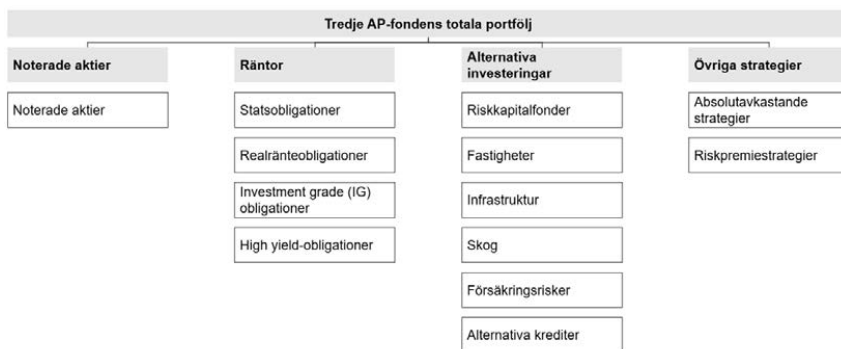 Tredje AP-fondens totala portfölj
Noterade aktier
Noterade aktier
Räntor
Statsobligationer
Realränteobligationer
Investment grade (IG)
obligationer
High yield-obligationer
Alternativa
investeringar
Riskkapitalfonder
Fastigheter
Infrastruktur
Skog
Försäkringsrisker
Alternativa krediter
Övriga strategier
Absolutavkastande
strategier
Riskpremiestrategier